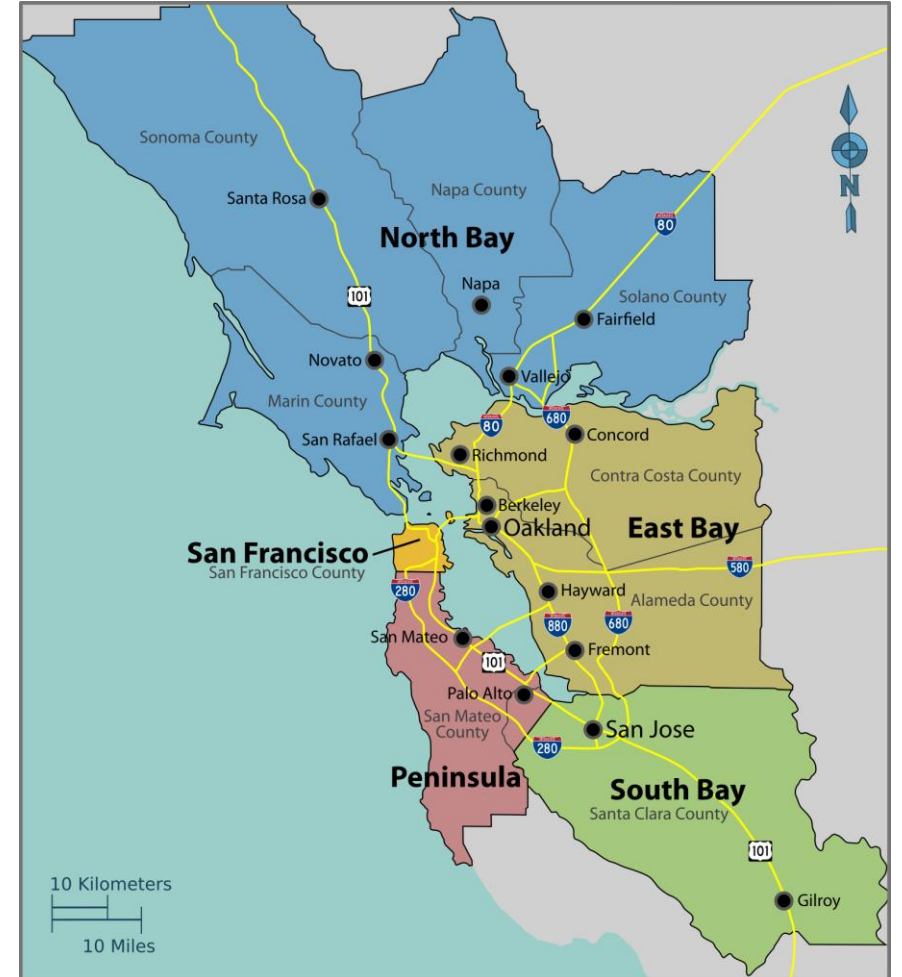 Sonoma County
Napa County
Santa Rosa
80
North Bay
N
Napa
101
Solano County
Fairfield
Novato
Vallejo
Marin County
680
80
San Rafael
Concord
Richmond
Contra Costa County
Berkeley
Oakland
East Bay
San Francisco
San Francisco County
580
280
Hayward
Alameda County
880
680
San Mateo
Fremont
101
Palo Alto
San Mateo
County
San Jose
280
Peninsula
South Bay
Santa Clara County
101
10 Kilometers
Gilroy
10 Miles